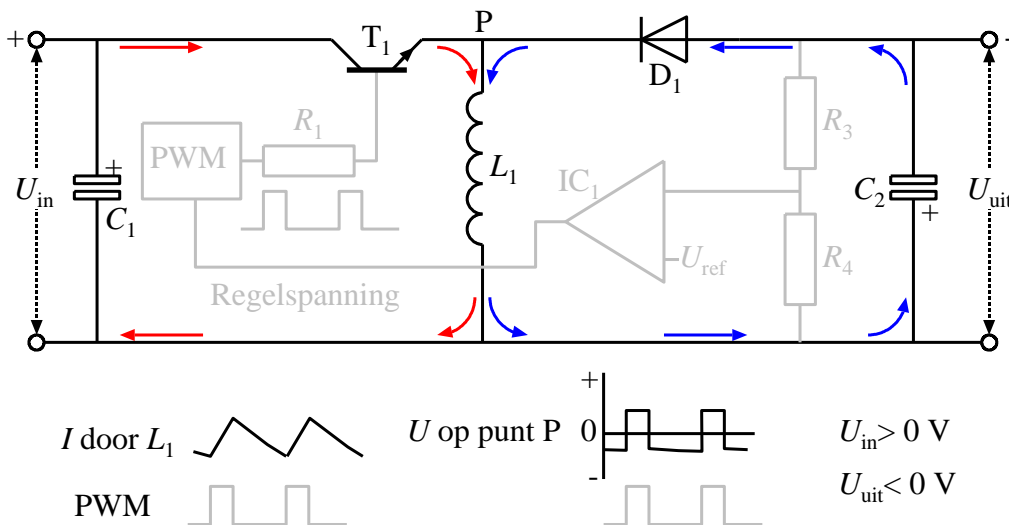 P
+
T1
-
D1
R1
R3
PWM
L1
IC1
+
Uin
C1
C2
Uuit
+
Uref
R4
Regelspanning
+
I door L1
U op punt P
0
Uin> 0 V
-
PWM
Uuit< 0 V